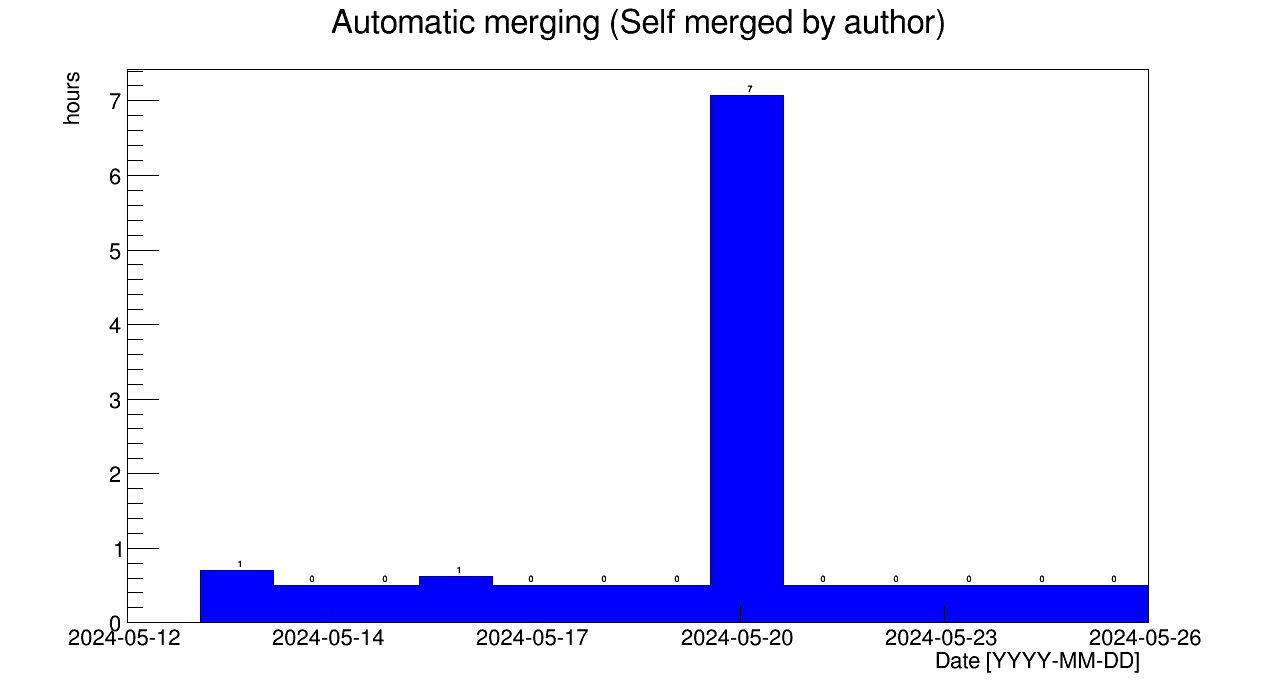 Automatic merging (Self merged by author)
hours
7
6
5
4
3
2
1
0
1 0 0 1 0 0 0 7 0 0 0 0 0
2024-05-12 2024-05-14 2024-05-17 2024-05-20 2024-05-23 2024-05-26
Date [YYYY-MM-DD]